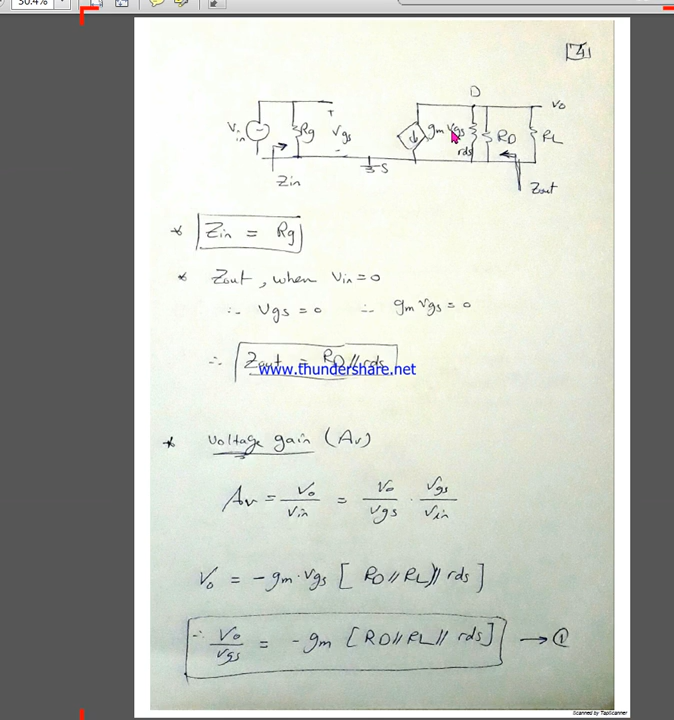 50.4%
4
D
Vo
Vin
Rg
+
Vgs
-
gm Vgs
rds
RD
RL
S
Zin
Zout
* Zin = Rg
* Zout, when Vin = 0
∴ Vgs = 0 ∴ gm Vgs = 0
∴ Zout = RD // rds
www.thundershare.net
* Voltage gain (Av)
Av = Vo/Vin = Vo/Vgs . Vgs/Vin
Vo = -gm . Vgs [ RD // RL // rds ]
∴ Vo/Vgs = -gm [ RD // RL // rds ] → ①
Scanned by TapScanner